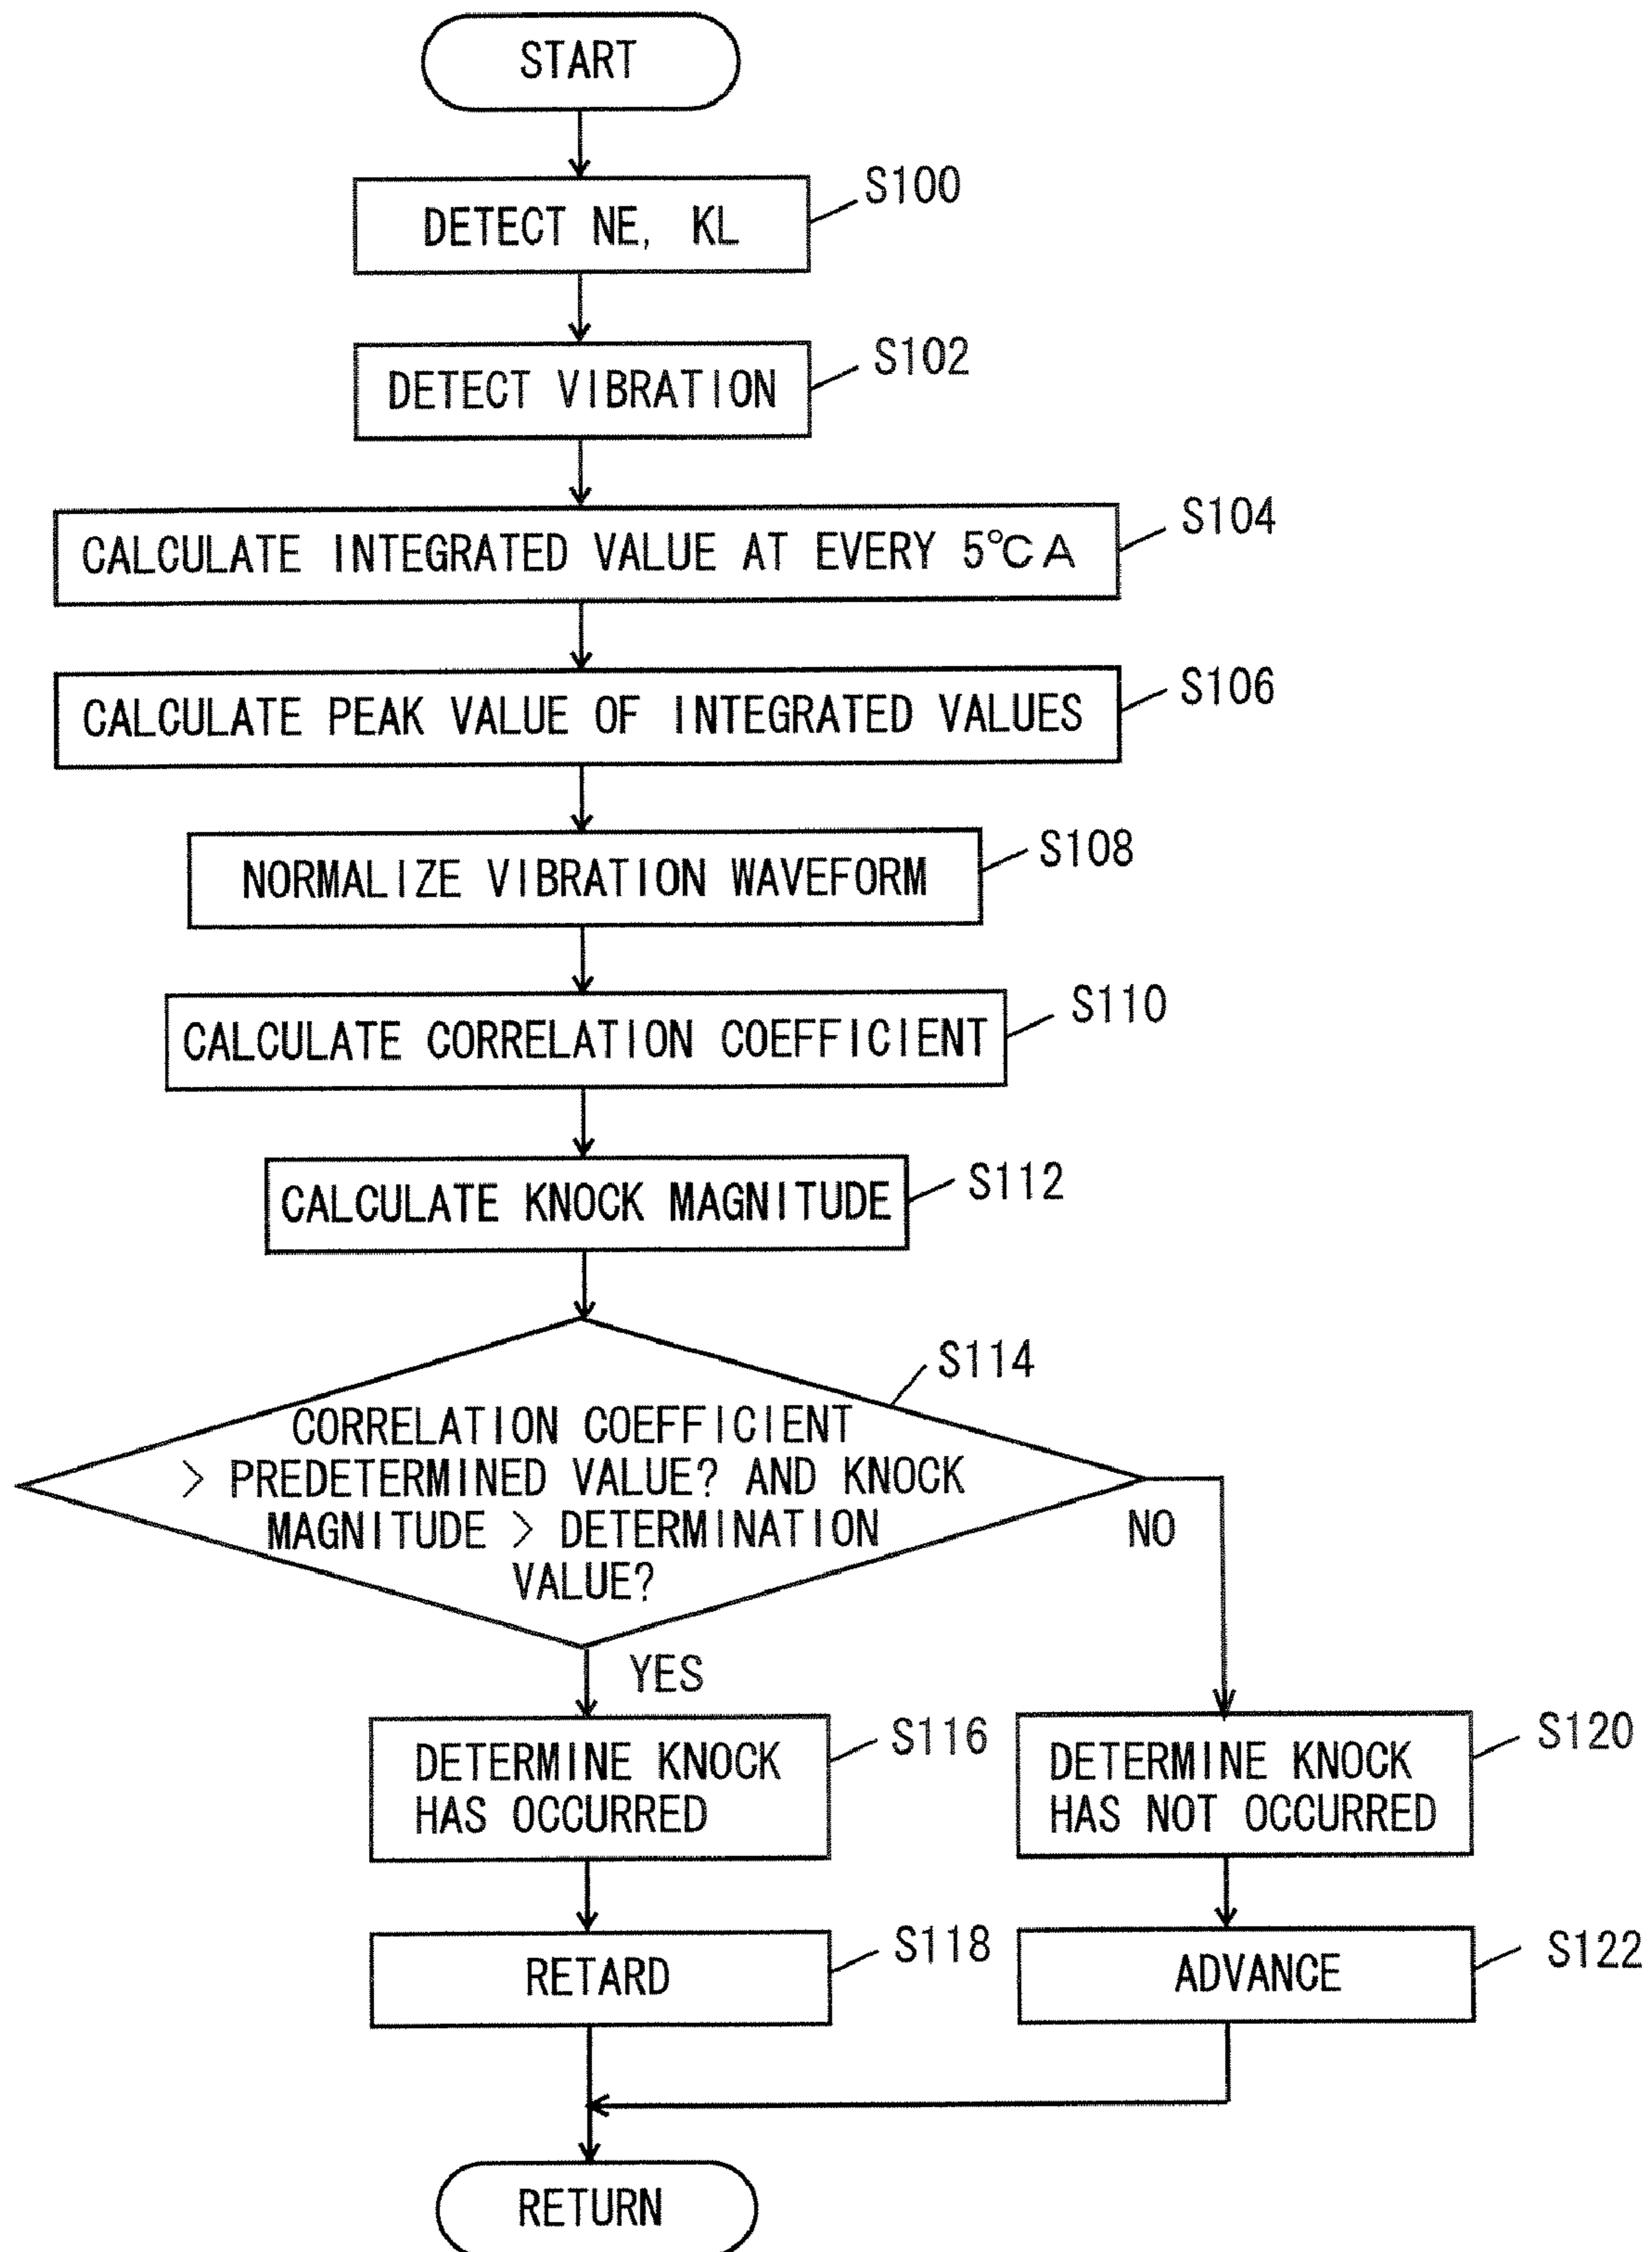 START
DETECT NE, KL
S100
DETECT VIBRATION
S102
CALCULATE INTEGRATED VALUE AT EVERY 5°CA
S104
CALCULATE PEAK VALUE OF INTEGRATED VALUES
S106
NORMALIZE VIBRATION WAVEFORM
S108
CALCULATE CORRELATION COEFFICIENT
S110
CALCULATE KNOCK MAGNITUDE
S112
S114
CORRELATION COEFFICIENT
> PREDETERMINED VALUE? AND KNOCK
MAGNITUDE > DETERMINATION
VALUE?
NO
YES
DETERMINE KNOCK
HAS OCCURRED
S116
DETERMINE KNOCK
HAS NOT OCCURRED
S120
RETARD
S118
ADVANCE
S122
RETURN